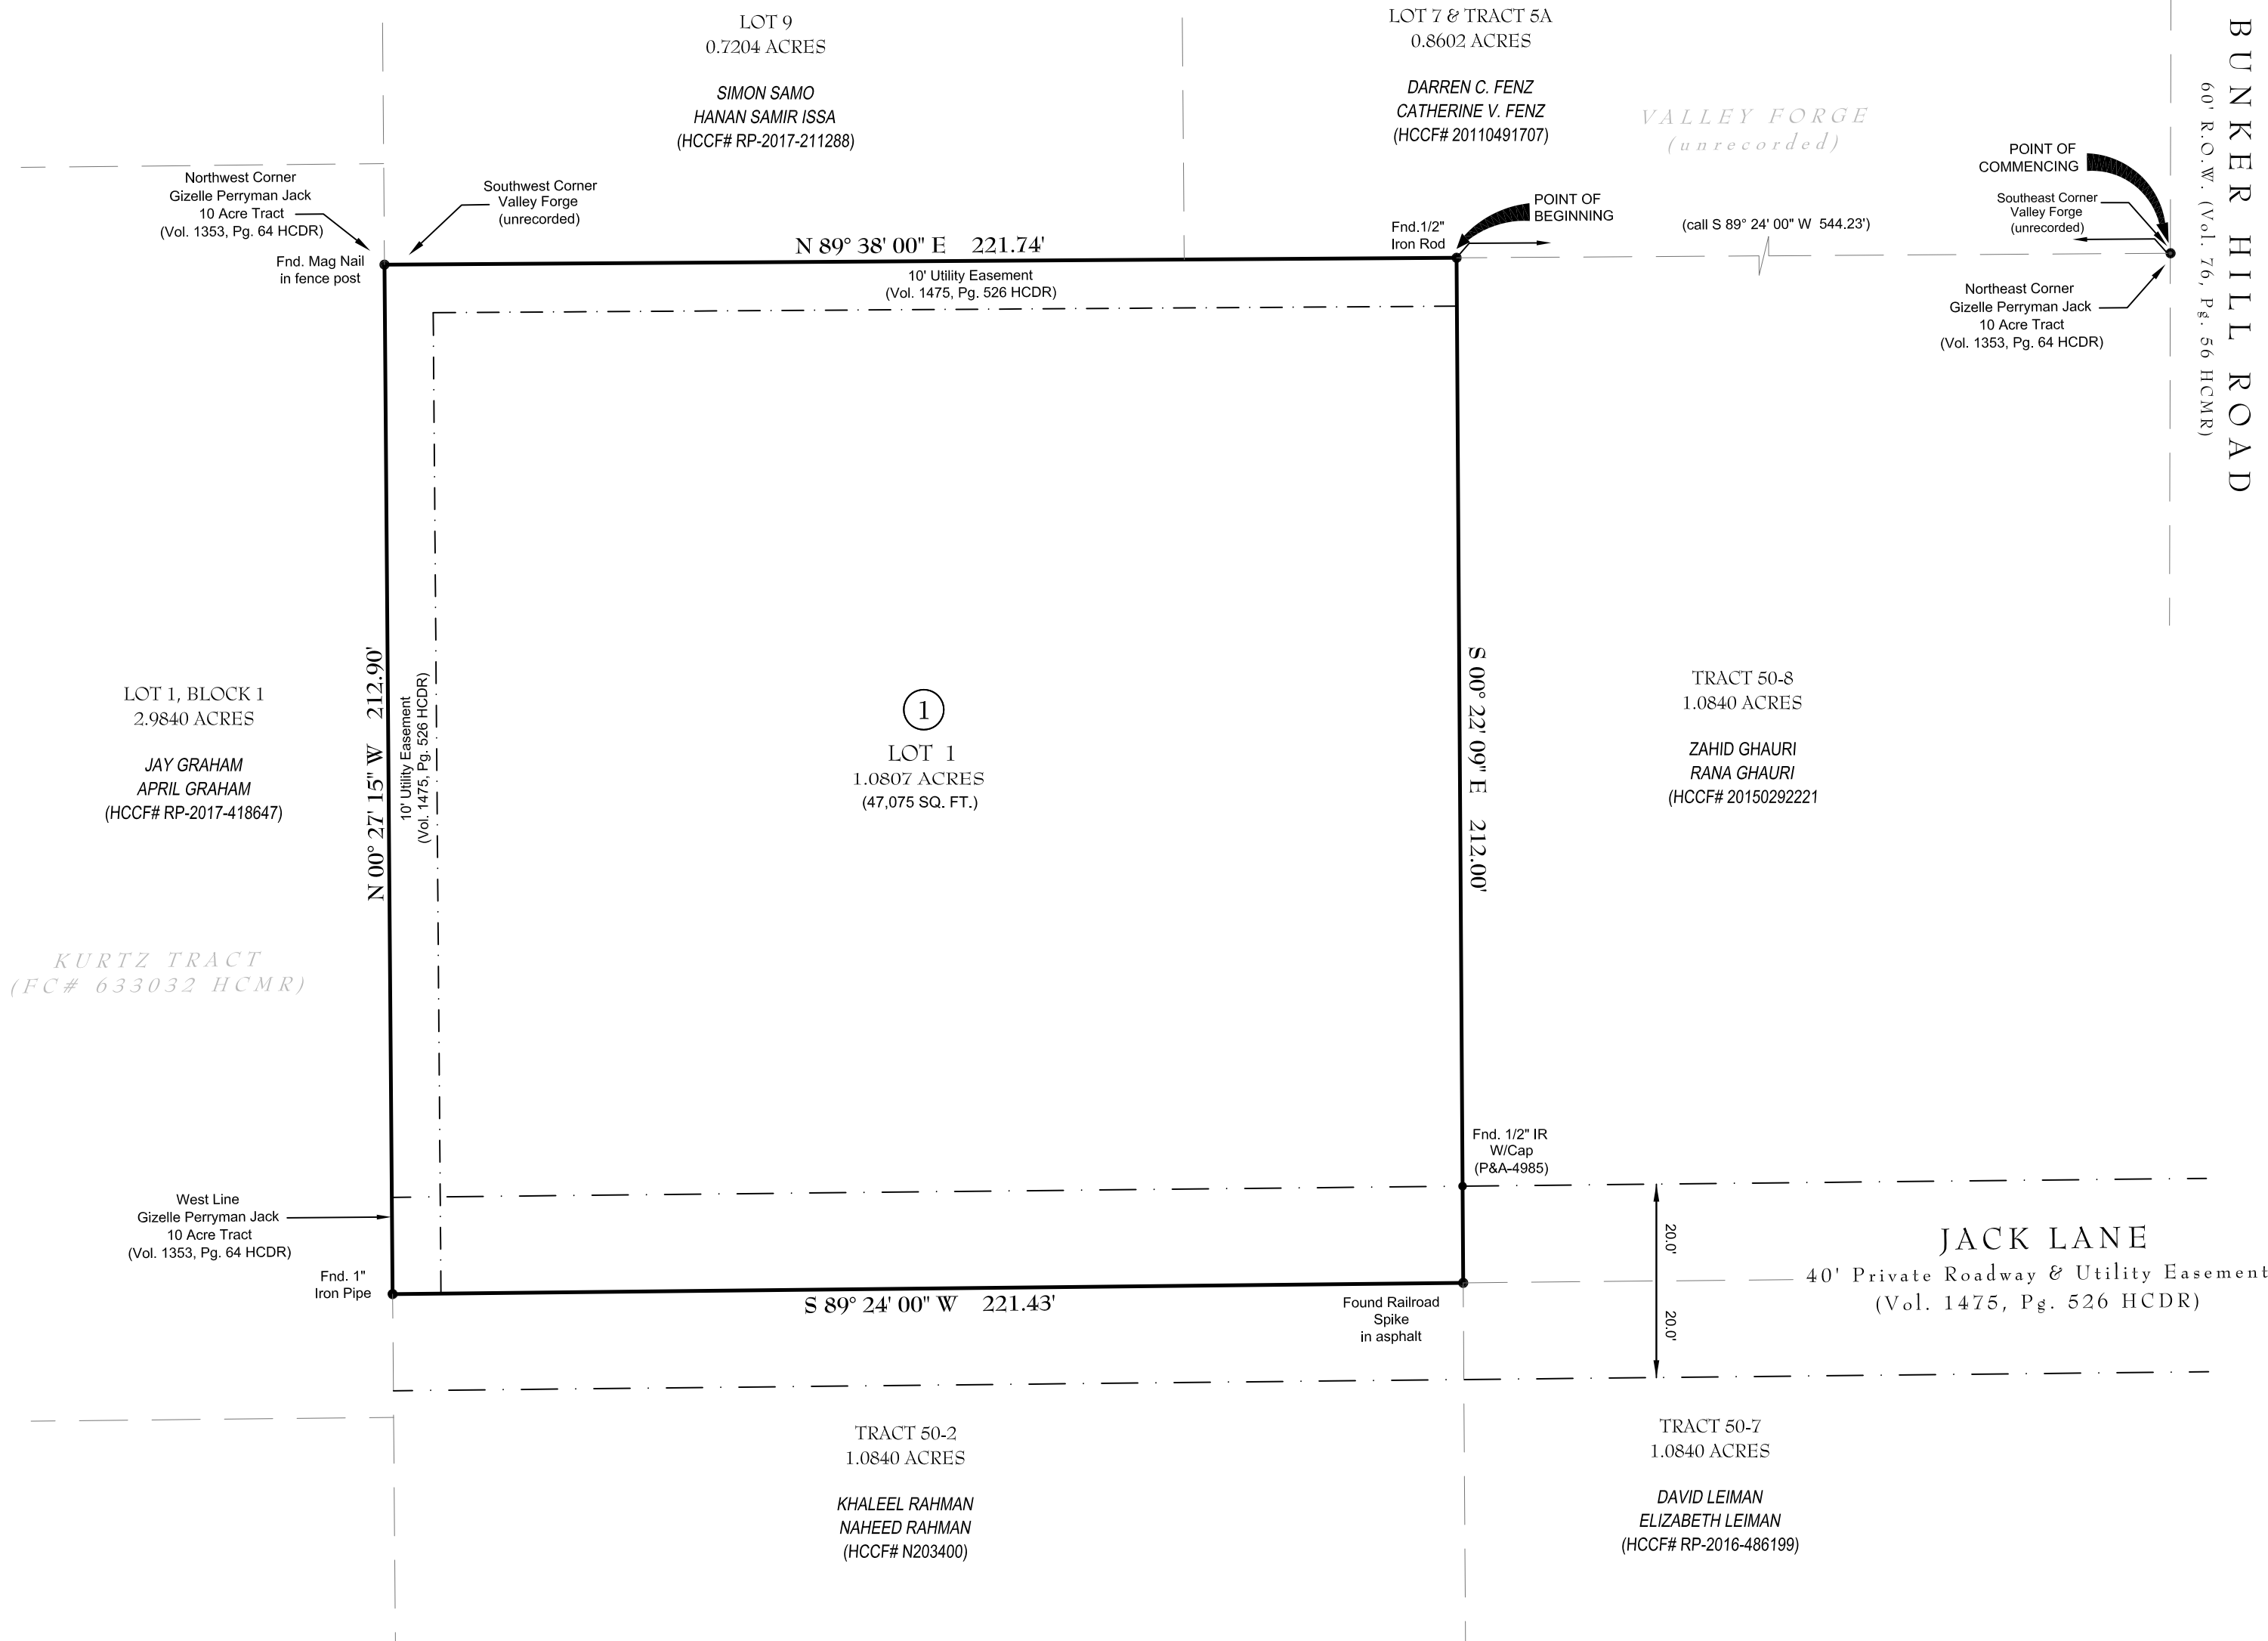 LOT 9
0.7204 ACRES
SIMON SAMO
HANAN SAMIR ISSA
(HCCF# RP-2017-211288)
LOT 7 & TRACT 5A
0.8602 ACRES
DARREN C. FENZ
CATHERINE V. FENZ
(HCCF# 20110491707)
VALLEY FORGE
(unrecorded)
BUNKER HILL ROAD
60' R.O.W. (Vol. 76, Pg. 56 HCMR)
POINT OF
COMMENCING
Southeast Corner
Valley Forge
(unrecorded)
Northwest Corner
Gizelle Perryman Jack
10 Acre Tract
(Vol. 1353, Pg. 64 HCDR)
Southwest Corner
Valley Forge
(unrecorded)
Fnd. Mag Nail
in fence post
N 89° 38' 00" E 221.74'
10' Utility Easement
(Vol. 1475, Pg. 526 HCDR)
Fnd.1/2"
Iron Rod
POINT OF
BEGINNING
(call S 89° 24' 00" W 544.23')
Northeast Corner
Gizelle Perryman Jack
10 Acre Tract
(Vol. 1353, Pg. 64 HCDR)
LOT 1, BLOCK 1
2.9840 ACRES
JAY GRAHAM
APRIL GRAHAM
(HCCF# RP-2017-418647)
N 00° 27' 15" W 212.90'
10' Utility Easement
(Vol. 1475, Pg. 526 HCDR)
1
LOT 1
1.0807 ACRES
(47,075 SQ. FT.)
S 00° 22' 09" E 212.00'
TRACT 50-8
1.0840 ACRES
ZAHID GHAURI
RANA GHAURI
(HCCF# 20150292221
KURTZ TRACT
(FC# 633032 HCMR)
Fnd. 1/2" IR
W/Cap
(P&A-4985)
West Line
Gizelle Perryman Jack
10 Acre Tract
(Vol. 1353, Pg. 64 HCDR)
Fnd. 1"
Iron Pipe
S 89° 24' 00" W 221.43'
Found Railroad
Spike
in asphalt
20.0'
20.0'
JACK LANE
40' Private Roadway & Utility Easement
(Vol. 1475, Pg. 526 HCDR)
TRACT 50-2
1.0840 ACRES
KHALEEL RAHMAN
NAHEED RAHMAN
(HCCF# N203400)
TRACT 50-7
1.0840 ACRES
DAVID LEIMAN
ELIZABETH LEIMAN
(HCCF# RP-2016-486199)